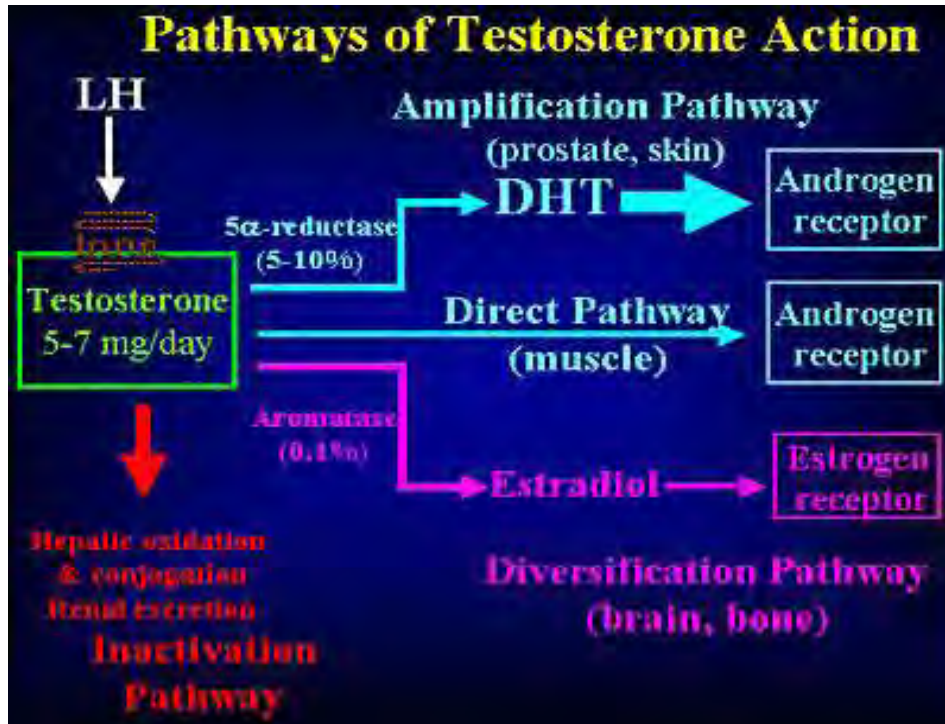 Pathways of Testosterone Action
LH
Amplification Pathway
(prostate, skin)
DHT
Androgen
receptor
5α-reductase
(5-10%)
Testosterone
5-7 mg/day
Direct Pathway
(muscle)
Androgen
receptor
Aromatase
(0.1%)
Estradiol
Estrogen
receptor
Hepatic oxidation
& conjugation
Renal excretion
Inactivation
Pathway
Diversification Pathway
(brain, bone)